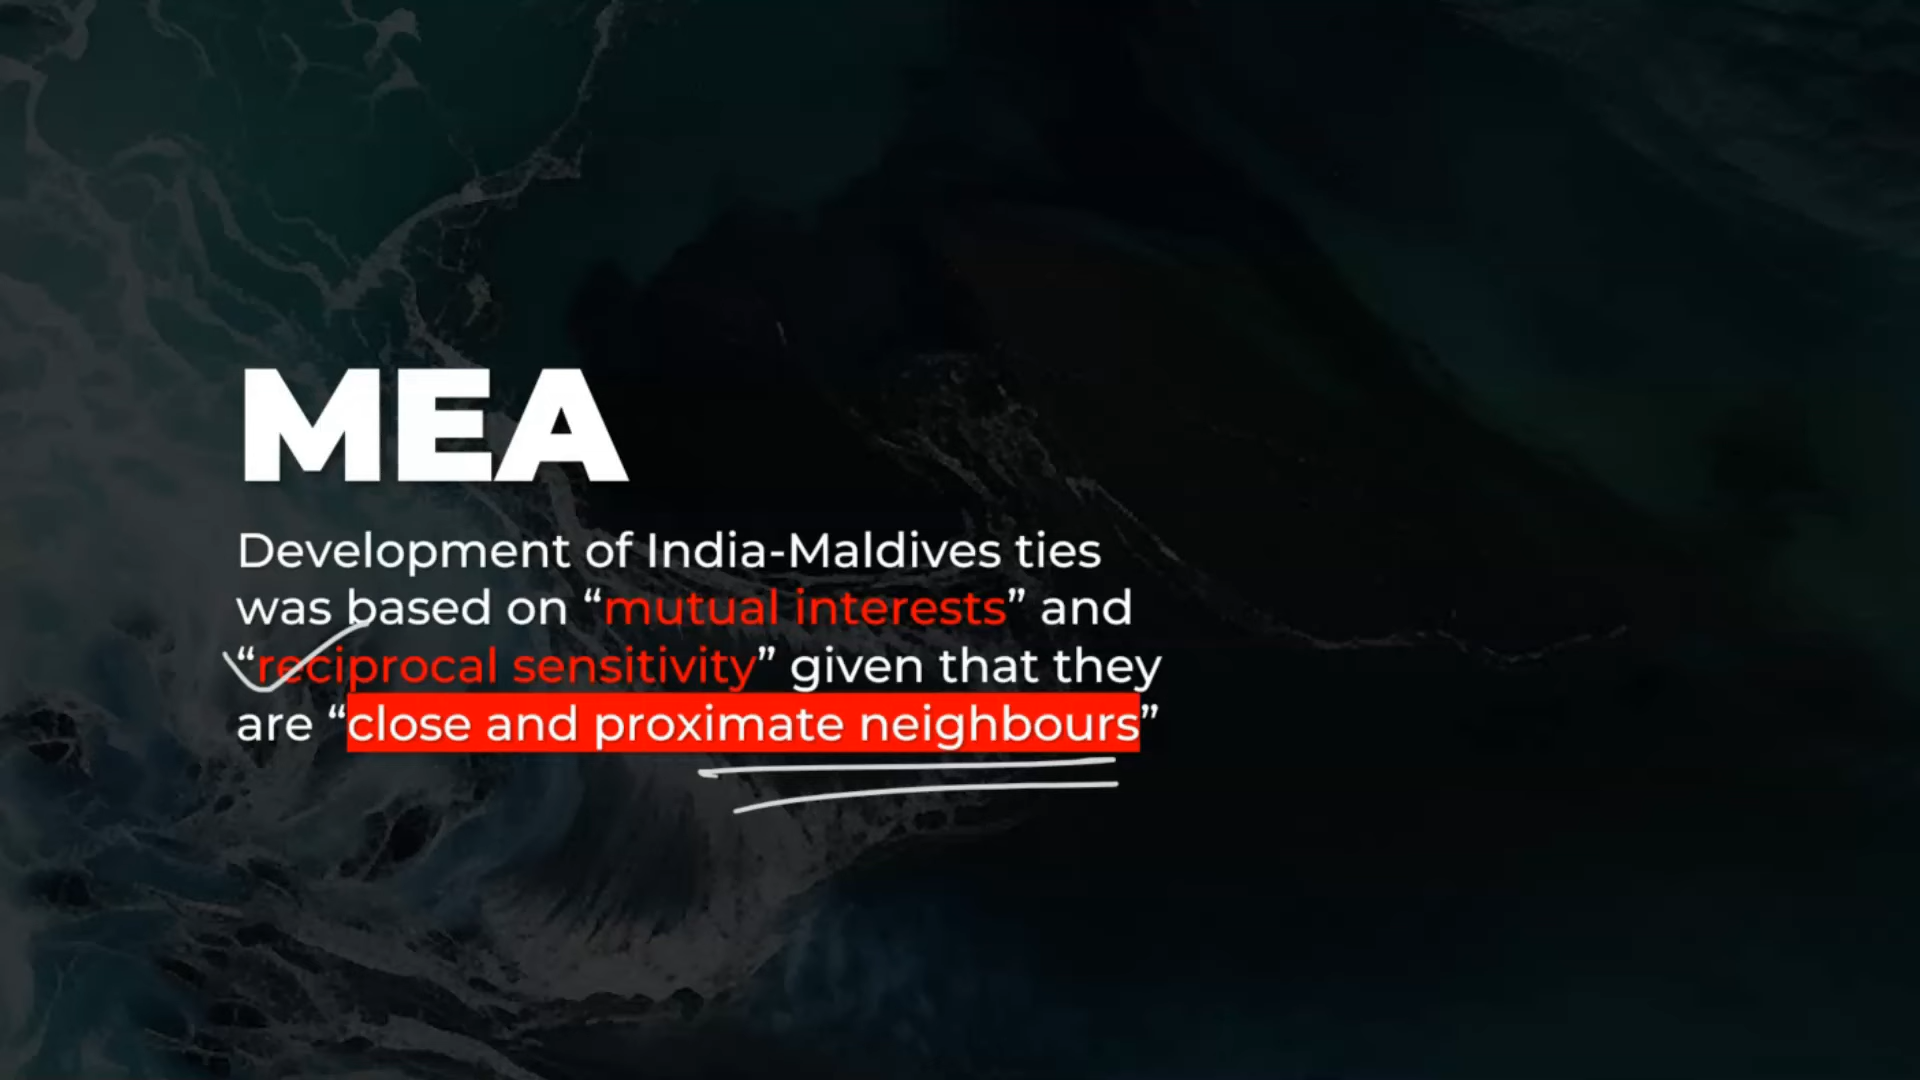 MEA
Development of India-Maldives ties
was based on “mutual interests” and
“reciprocal sensitivity” given that they
are “close and proximate neighbours”